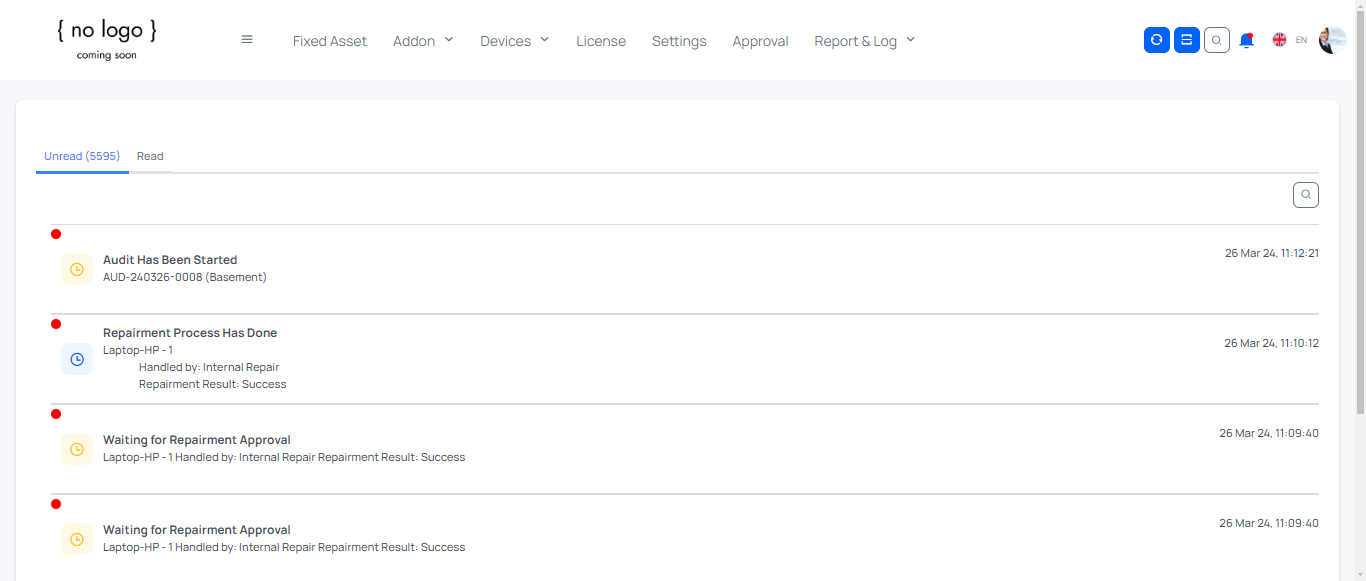 { no logo }
coming soon
Fixed Asset Addon Devices License Settings Approval Report & Log EN
Unread (5595) Read
Audit Has Been Started
26 Mar 24, 11:12:21
AUD-240326-0008 (Basement)
Repairment Process Has Done
26 Mar 24, 11:10:12
Laptop-HP - 1
Handled by: Internal Repair
Repairment Result: Success
Waiting for Repairment Approval
26 Mar 24, 11:09:40
Laptop-HP - 1 Handled by: Internal Repair Repairment Result: Success
Waiting for Repairment Approval
26 Mar 24, 11:09:40
Laptop-HP - 1 Handled by: Internal Repair Repairment Result: Success